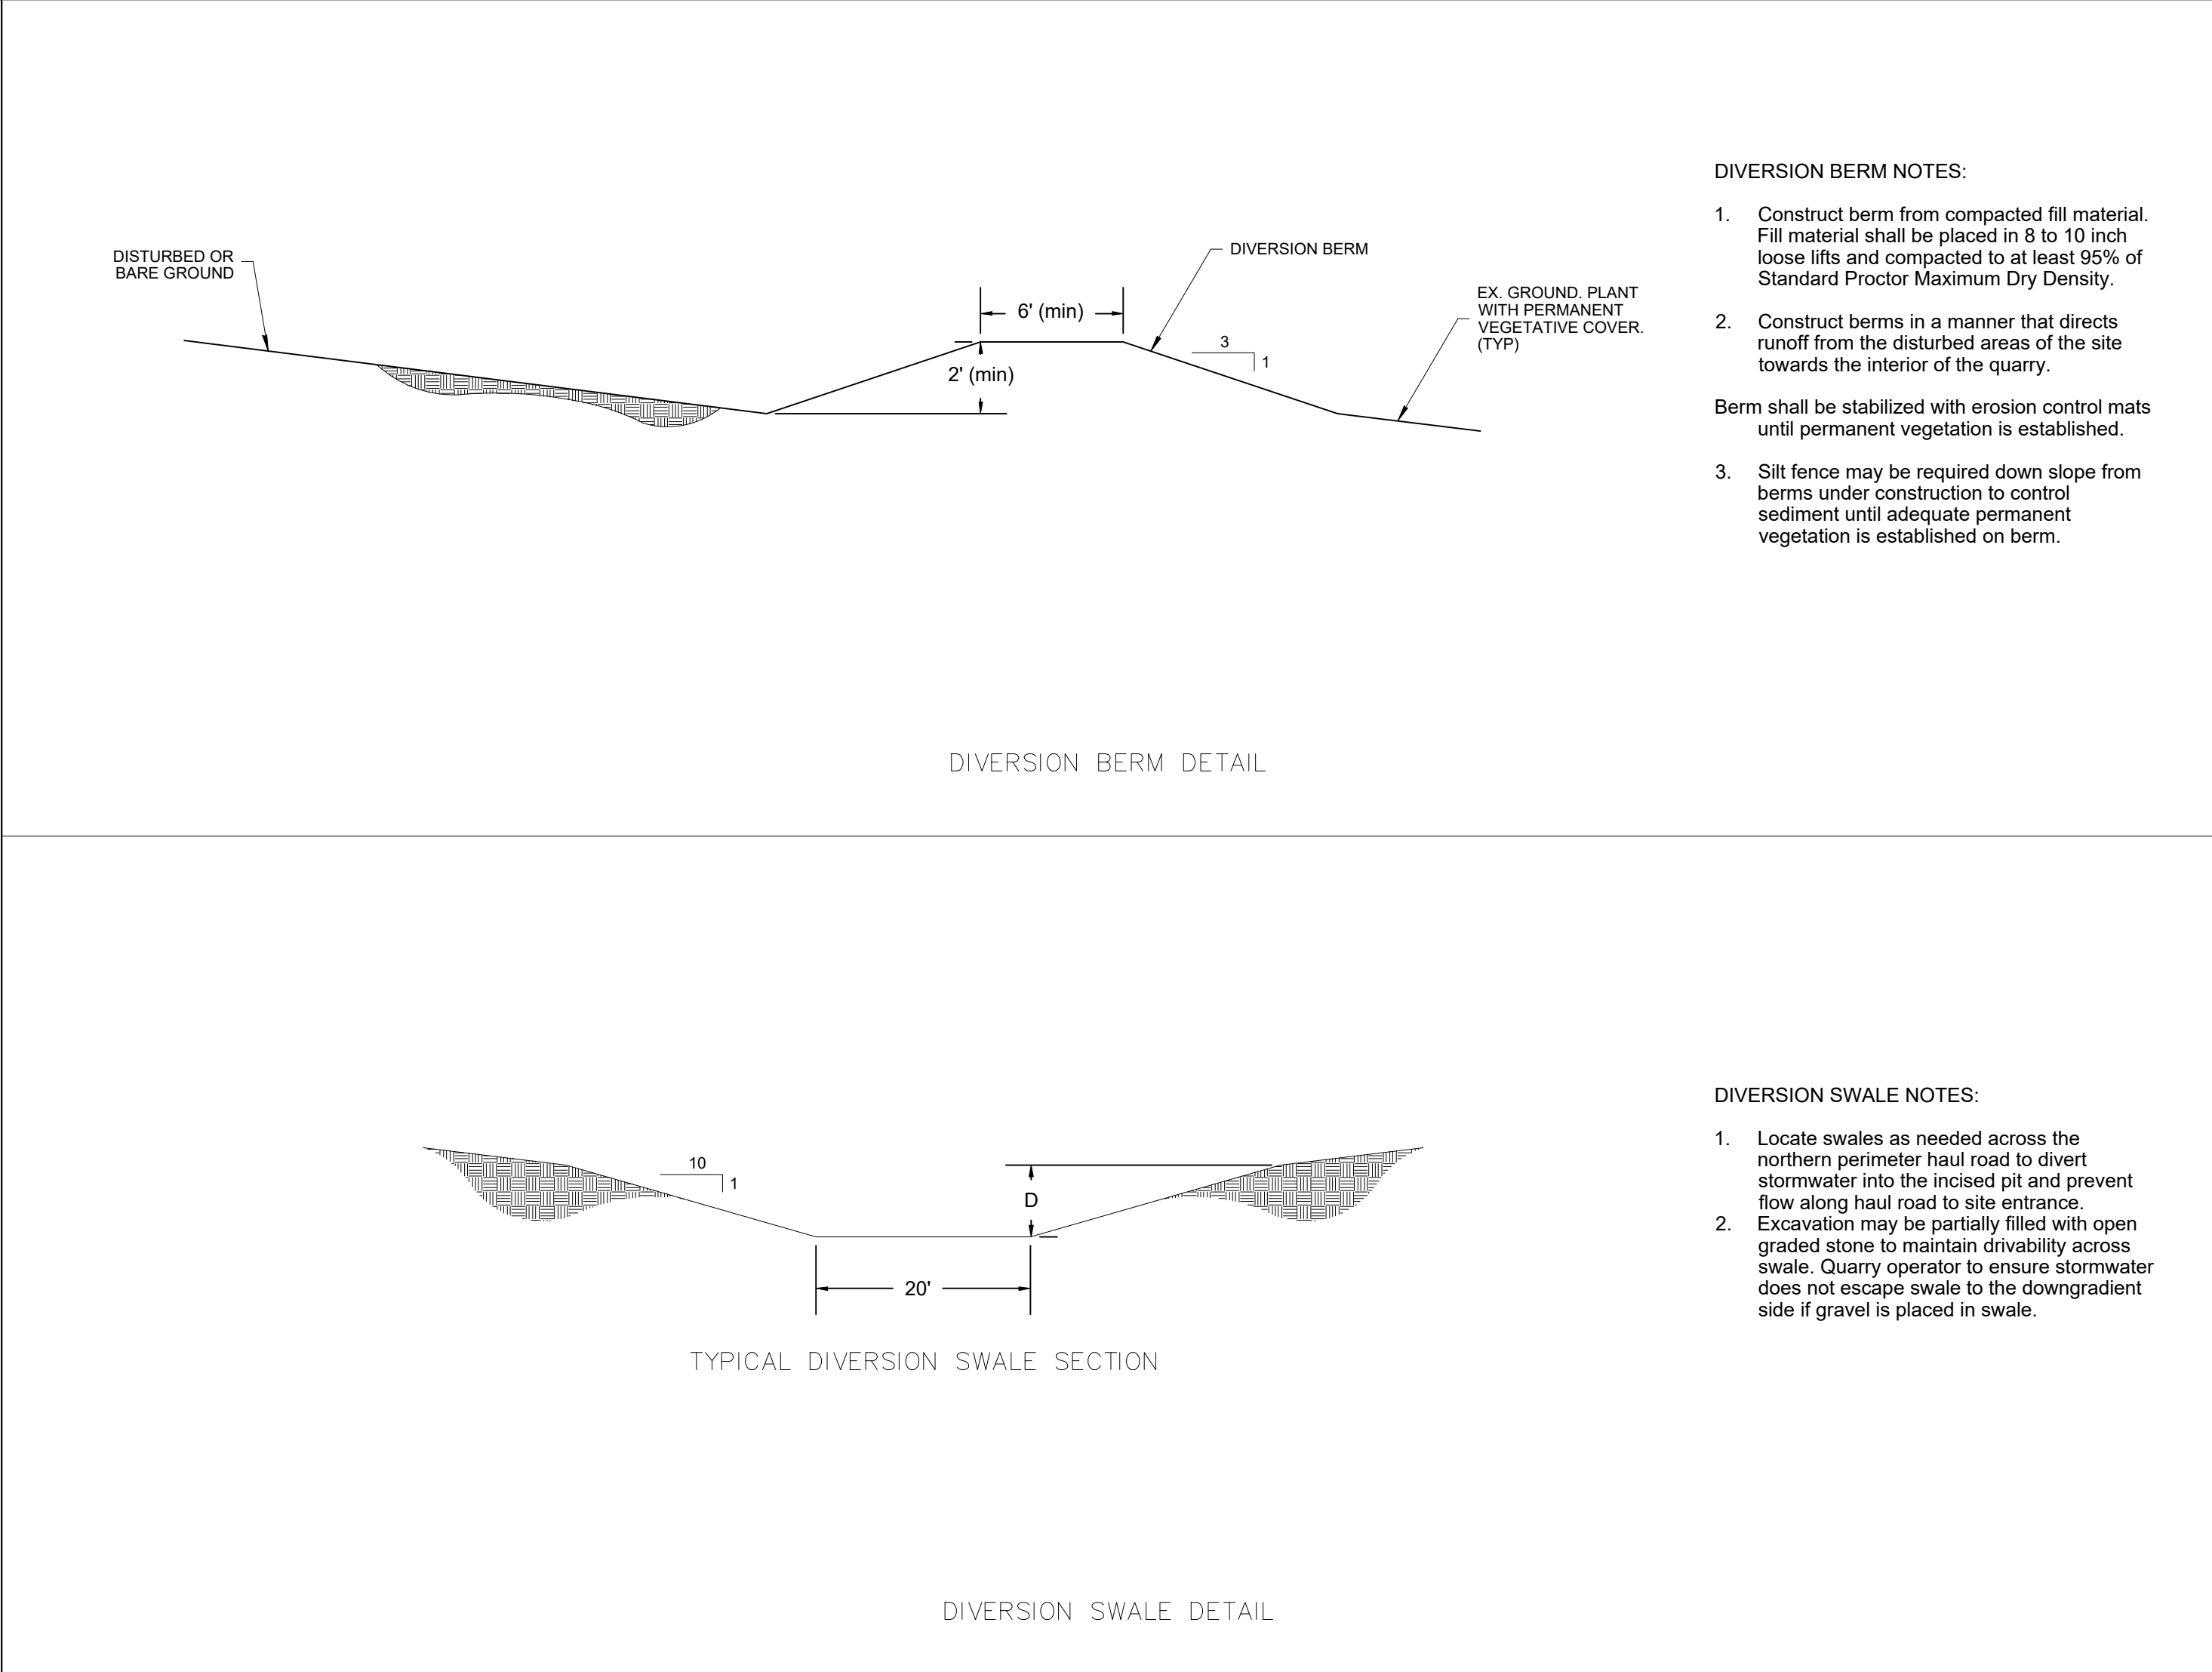 DIVERSION BERM NOTES:
1. Construct berm from compacted fill material.
Fill material shall be placed in 8 to 10 inch
loose lifts and compacted to at least 95% of
Standard Proctor Maximum Dry Density.
2. Construct berms in a manner that directs
runoff from the disturbed areas of the site
towards the interior of the quarry.
Berm shall be stabilized with erosion control mats
until permanent vegetation is established.
3. Silt fence may be required down slope from
berms under construction to control
sediment until adequate permanent
vegetation is established on berm.
DISTURBED OR
BARE GROUND
DIVERSION BERM
6' (min)
2' (min)
3
1
EX. GROUND. PLANT
WITH PERMANENT
VEGETATIVE COVER.
(TYP)
DIVERSION BERM DETAIL
DIVERSION SWALE NOTES:
1. Locate swales as needed across the
northern perimeter haul road to divert
stormwater into the incised pit and prevent
flow along haul road to site entrance.
2. Excavation may be partially filled with open
graded stone to maintain drivability across
swale. Quarry operator to ensure stormwater
does not escape swale to the downgradient
side if gravel is placed in swale.
10
1
D
20'
TYPICAL DIVERSION SWALE SECTION
DIVERSION SWALE DETAIL